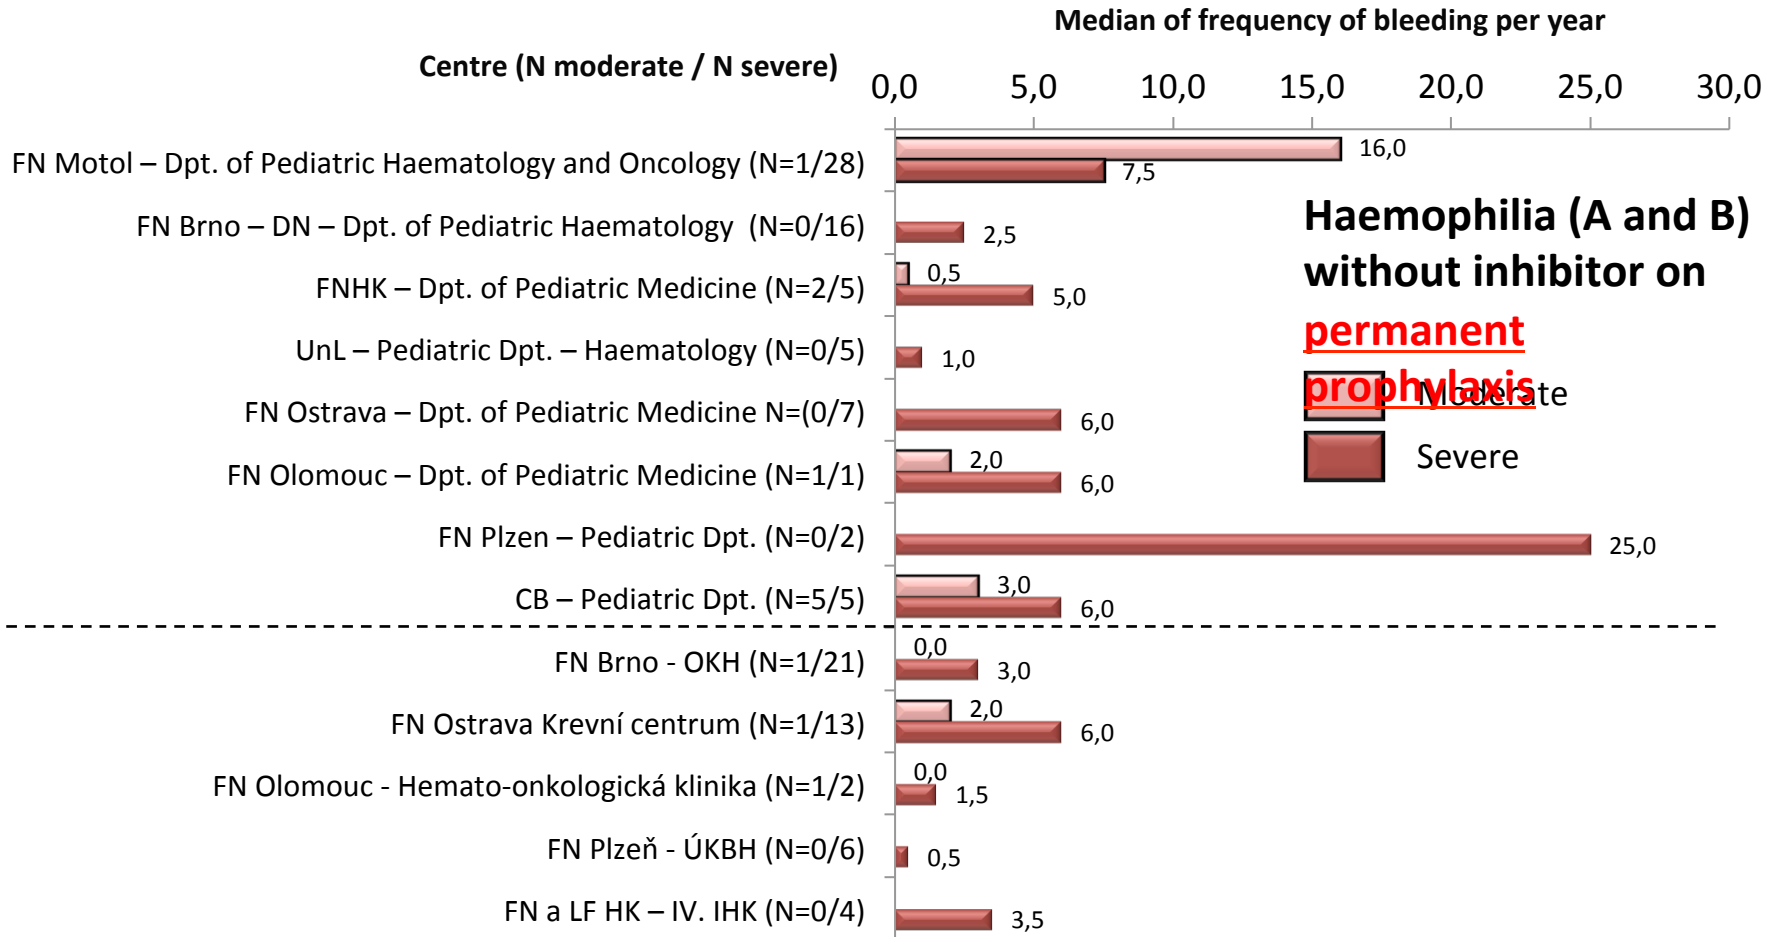 Median of frequency of bleeding per year
Centre (N moderate / N severe)
0,0 5,0 10,0 15,0 20,0 25,0 30,0
FN Motol – Dpt. of Pediatric Haematology and Oncology (N=1/28)
16,0
7,5
FN Brno – DN – Dpt. of Pediatric Haematology (N=0/16)
2,5
FNHK – Dpt. of Pediatric Medicine (N=2/5)
0,5
5,0
UnL – Pediatric Dpt. – Haematology (N=0/5)
1,0
FN Ostrava – Dpt. of Pediatric Medicine N=(0/7)
6,0
FN Olomouc – Dpt. of Pediatric Medicine (N=1/1)
2,0
6,0
FN Plzen – Pediatric Dpt. (N=0/2)
25,0
CB – Pediatric Dpt. (N=5/5)
3,0
6,0
FN Brno - OKH (N=1/21)
0,0
3,0
FN Ostrava Krevní centrum (N=1/13)
2,0
6,0
FN Olomouc - Hemato-onkologická klinika (N=1/2)
0,0
1,5
FN Plzeň - ÚKBH (N=0/6)
0,5
FN a LF HK – IV. IHK (N=0/4)
3,5
Haemophilia (A and B)
without inhibitor on
permanent
prophylaxis
Moderate
Severe